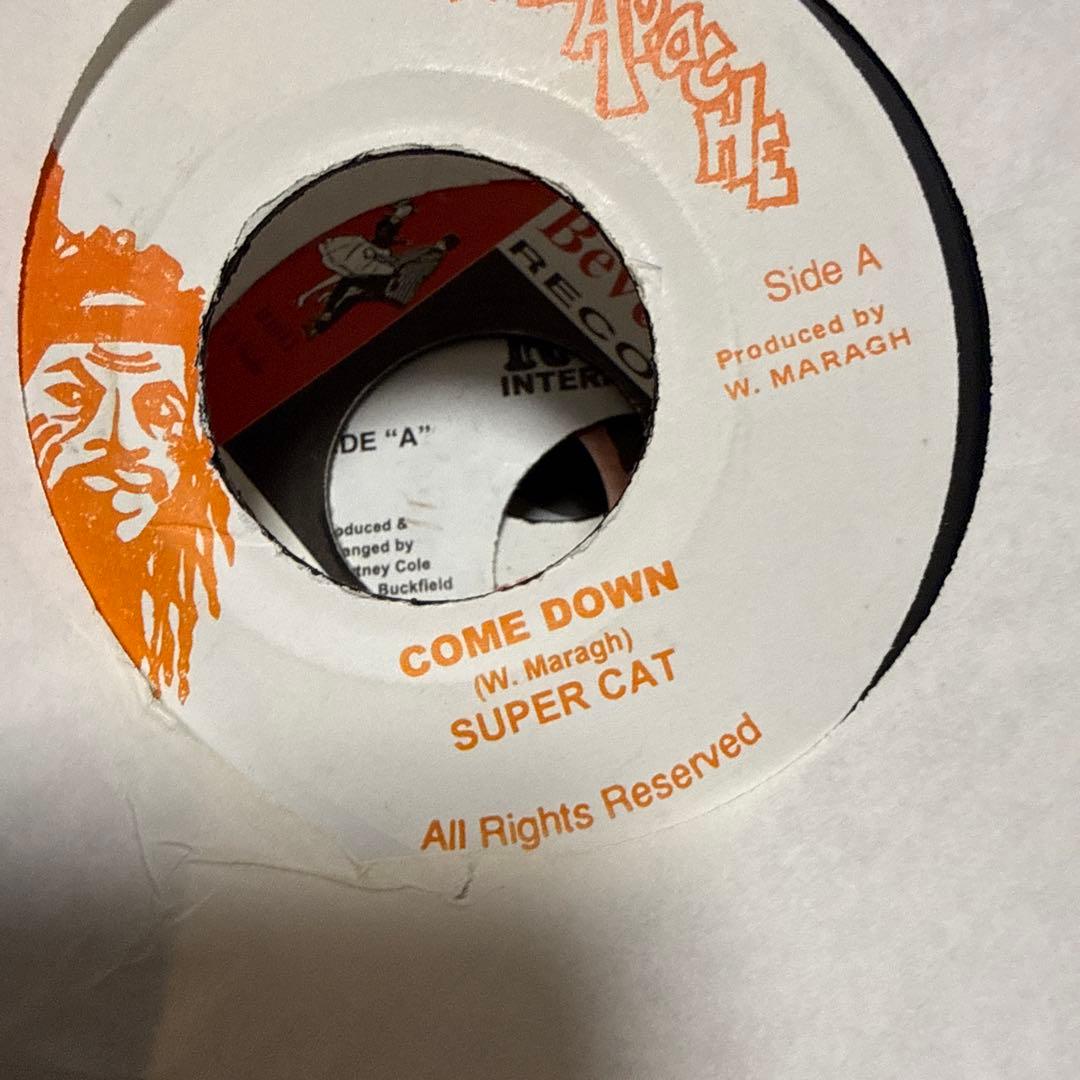 APACHE
Side A
Produced by
W. MARAGH
COME DOWN
(W. Maragh)
SUPER CAT
All Rights Reserved
RECO
INTER
DE "A"
oduced &
anged by
tney Cole
Buckfield